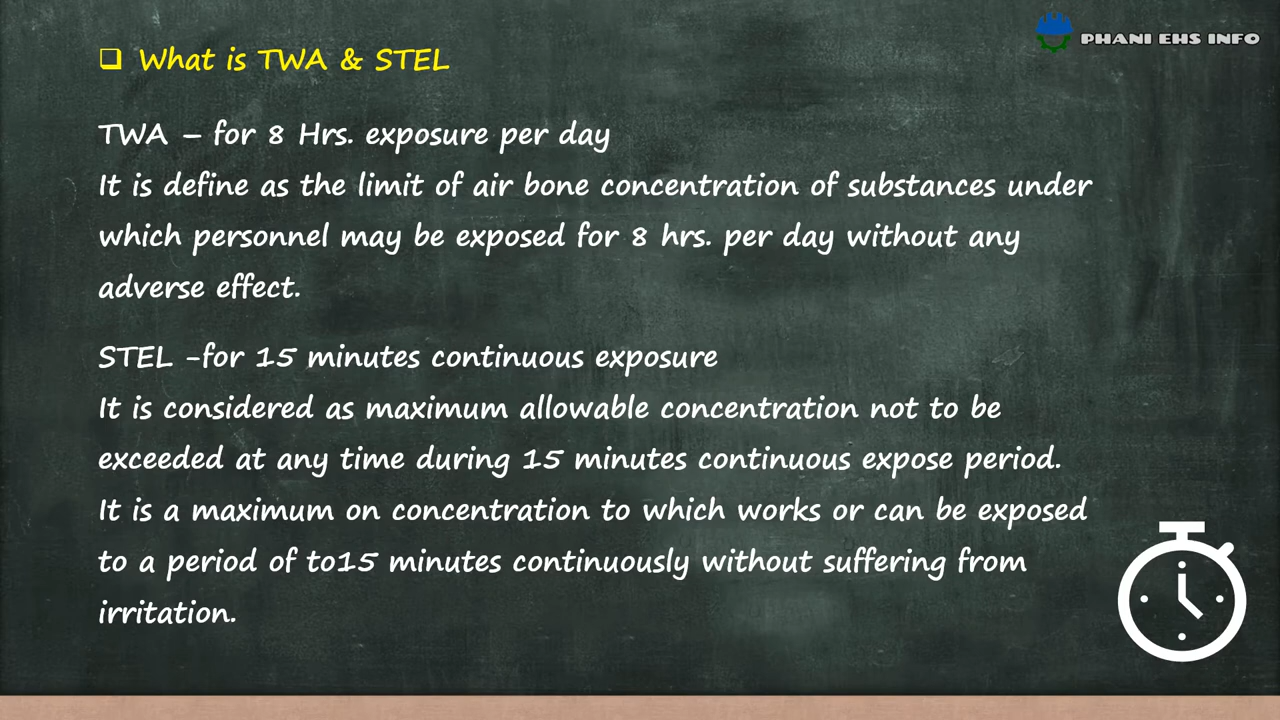 PHANI EHS INFO
❑ What is TWA & STEL
TWA – for 8 Hrs. exposure per day
It is define as the limit of air bone concentration of substances under
which personnel may be exposed for 8 hrs. per day without any
adverse effect.
STEL -for 15 minutes continuous exposure
It is considered as maximum allowable concentration not to be
exceeded at any time during 15 minutes continuous expose period.
It is a maximum on concentration to which works or can be exposed
to a period of to15 minutes continuously without suffering from
irritation.